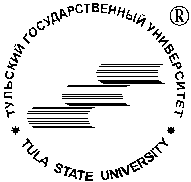 ТУЛЬСКИЙ ГОСУДАРСТВЕННЫЙ УНИВЕРСИТЕТ
®
* TULA STATE UNIVERSITY *